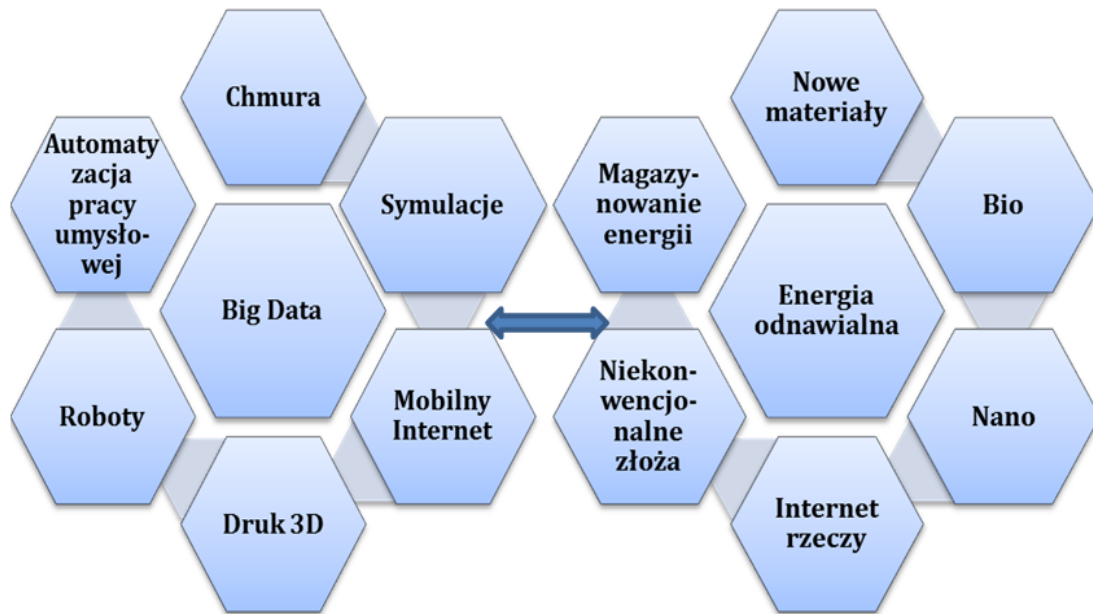 Chmura
Automaty
zacja
pracy
umysło-
wej
Symulacje
Big Data
Roboty
Mobilny
Internet
Druk 3D
Nowe
materiały
Magazy-
nowanie
energii
Bio
Energia
odnawialna
Niekon-
wencjo-
nalne
złoża
Nano
Internet
rzeczy